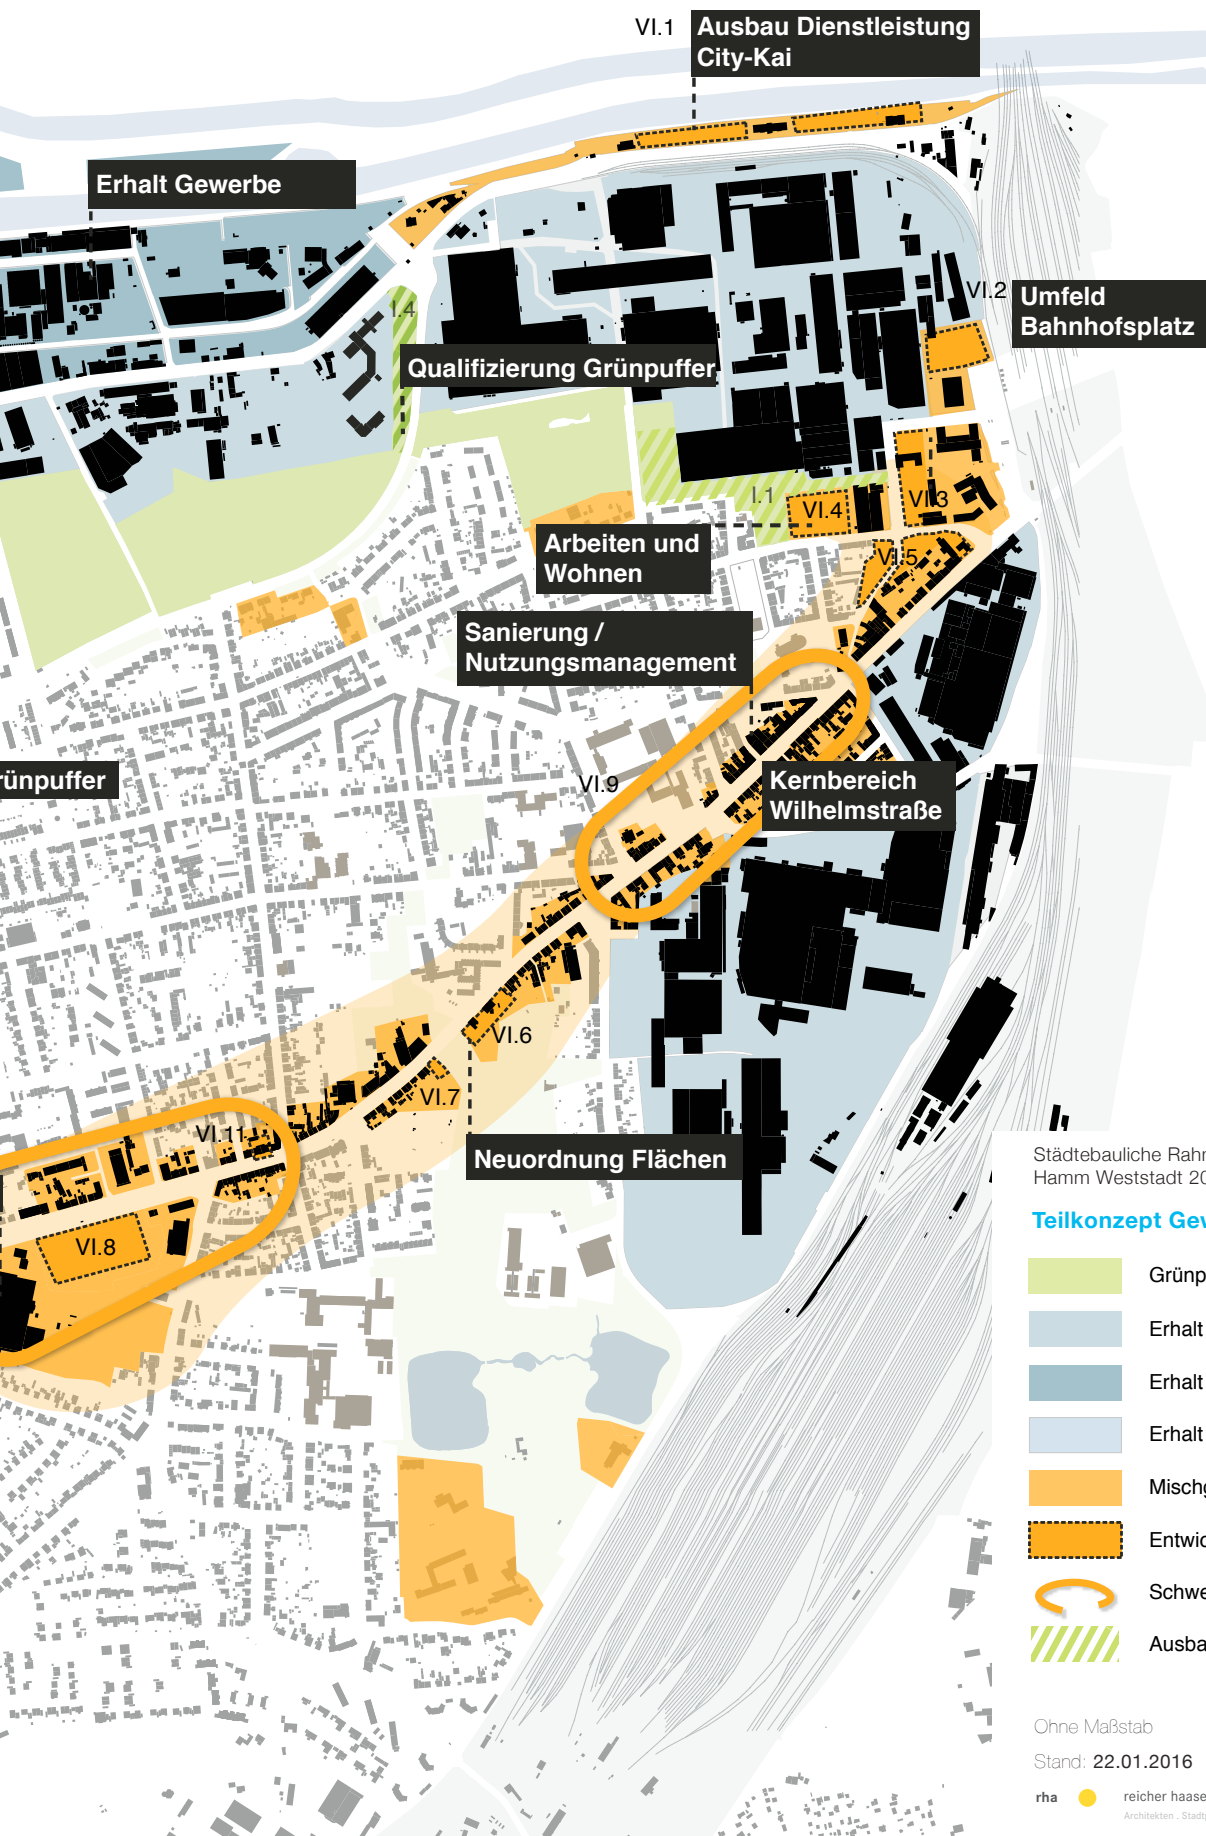 VI.1
Ausbau Dienstleistung
City-Kai
Erhalt Gewerbe
VI.2
Umfeld
Bahnhofsplatz
I.4
Qualifizierung Grünpuffer
I.1
VI.4
VI.3
Arbeiten und
Wohnen
VI.5
Sanierung /
Nutzungsmanagement
rünpuffer
VI.9
Kernbereich
Wilhelmstraße
VI.6
VI.7
VI.11
Neuordnung Flächen
VI.8
Städtebauliche Rahm
Hamm Weststadt 20
Teilkonzept Gew
Grünp
Erhalt
Erhalt
Erhalt
Mischg
Entwic
Schwe
Ausba
Ohne Maßstab
Stand: 22.01.2016
rha
reicher haase
Architekten . Stadtp